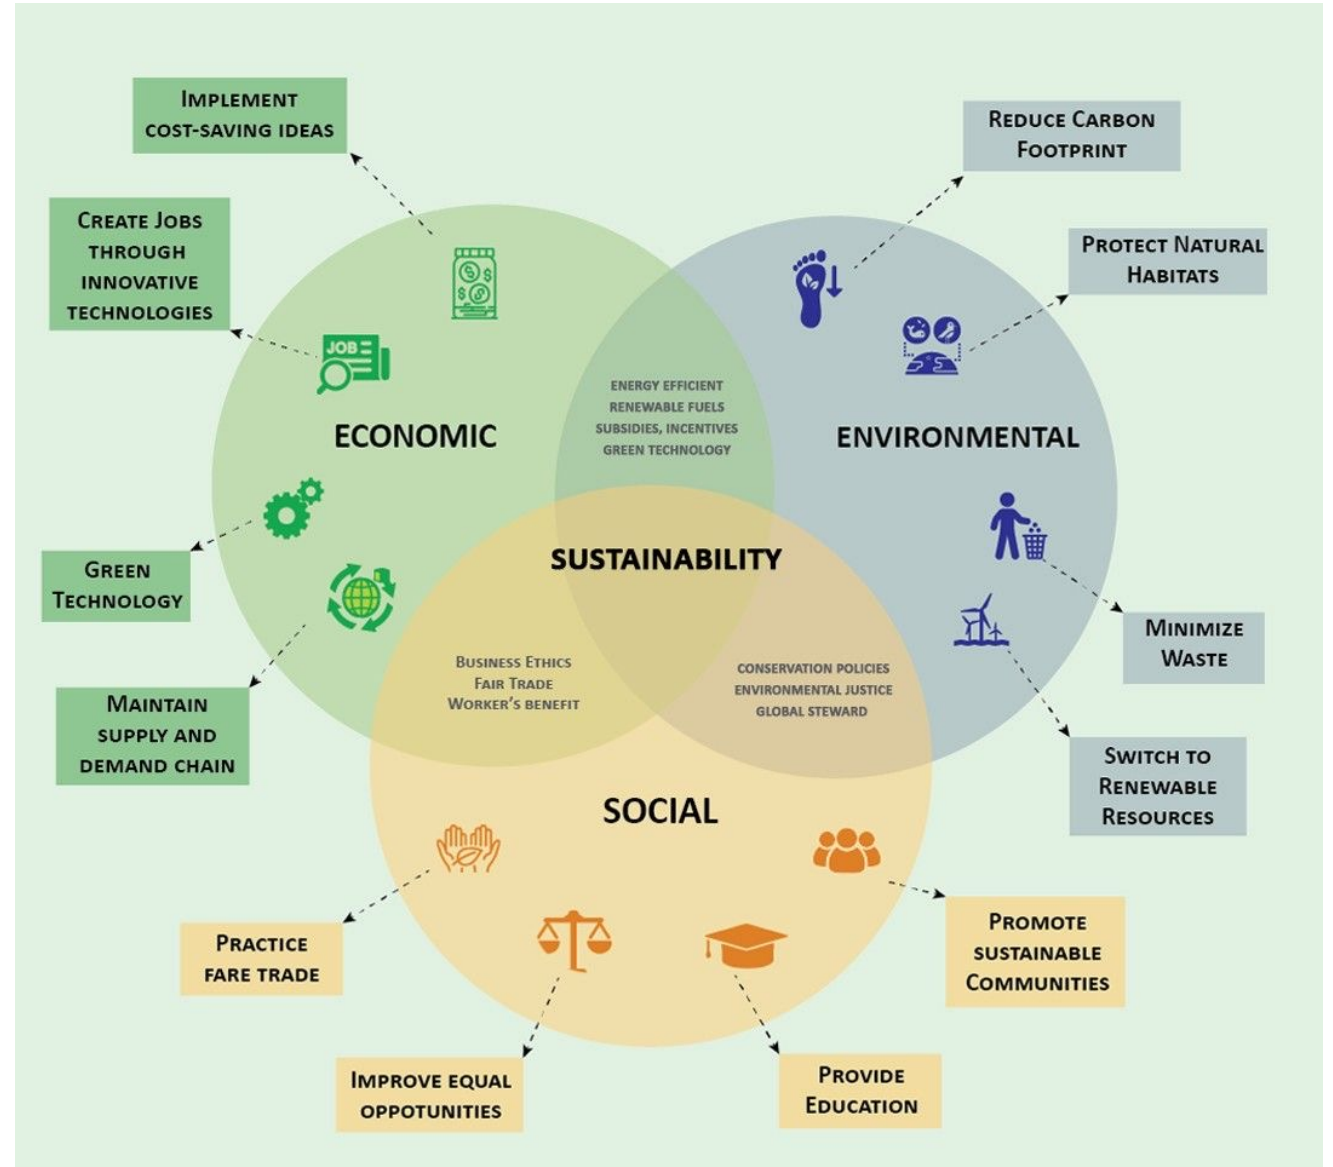 IMPLEMENT
COST-SAVING IDEAS
CREATE JOBS
THROUGH
INNOVATIVE
TECHNOLOGIES
REDUCE CARBON
FOOTPRINT
PROTECT NATURAL
HABITATS
JOB
ENERGY EFFICIENT
RENEWABLE FUELS
SUBSIDIES, INCENTIVES
GREEN TECHNOLOGY
ECONOMIC
ENVIRONMENTAL
SUSTAINABILITY
GREEN
TECHNOLOGY
MINIMIZE
WASTE
MAINTAIN
SUPPLY AND
DEMAND CHAIN
BUSINESS ETHICS
FAIR TRADE
WORKER'S BENEFIT
CONSERVATION POLICIES
ENVIRONMENTAL JUSTICE
GLOBAL STEWARD
SWITCH TO
RENEWABLE
RESOURCES
SOCIAL
PRACTICE
FARE TRADE
IMPROVE EQUAL
OPPOTUNITIES
PROVIDE
EDUCATION
PROMOTE
SUSTAINABLE
COMMUNITIES